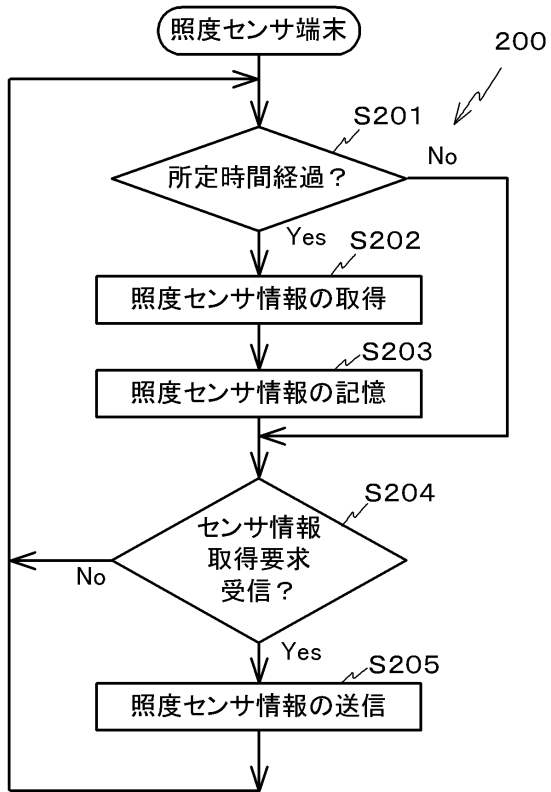 照度センサ端末
200
S201
所定時間経過？
No
Yes
S202
照度センサ情報の取得
S203
照度センサ情報の記憶
S204
センサ情報
取得要求
受信？
No
Yes
S205
照度センサ情報の送信